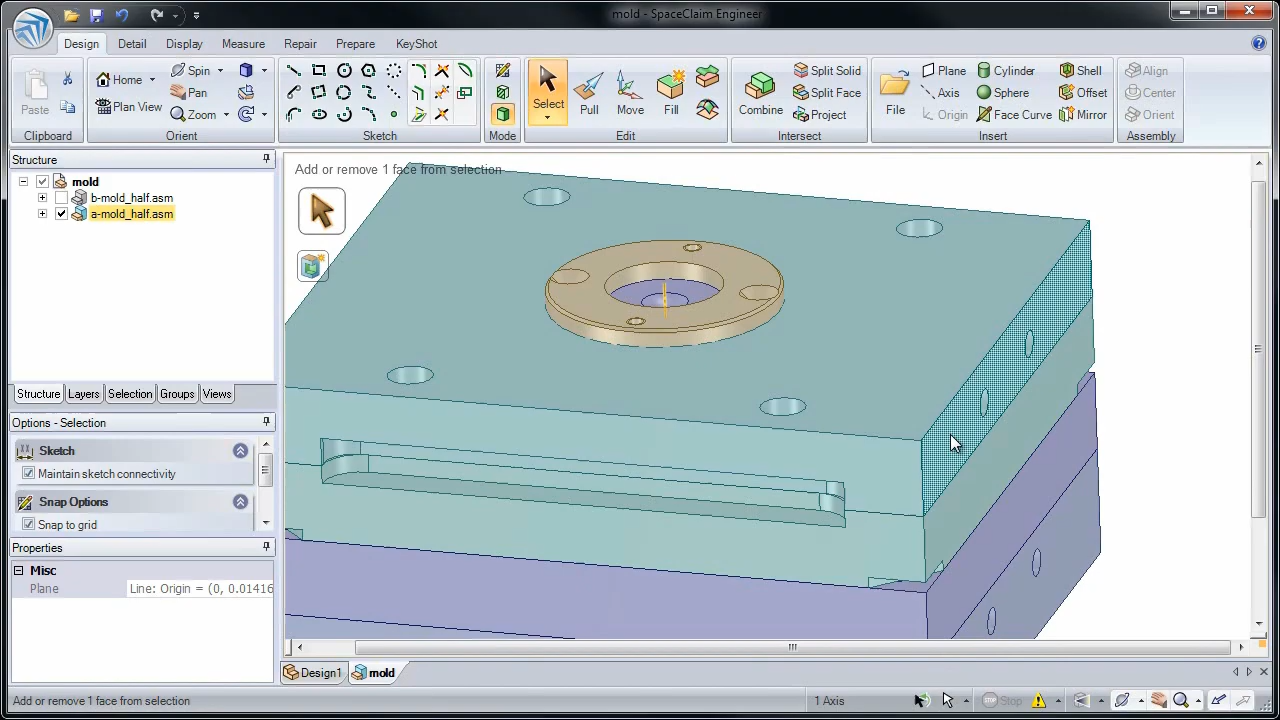 mold - SpaceClaim Engineer
Design Detail Display Measure Repair Prepare KeyShot
Paste
Clipboard
Home
Plan View
Spin
Pan
Zoom
Orient
Sketch
Mode
Select
Pull
Move
Fill
Edit
Combine
Split Solid
Split Face
Project
Intersect
File
Plane
Axis
Origin
Cylinder
Sphere
Face Curve
Shell
Offset
Mirror
Insert
Align
Center
Orient
Assembly
Structure
mold
b-mold_half.asm
a-mold_half.asm
Structure Layers Selection Groups Views
Options - Selection
Sketch
Maintain sketch connectivity
Snap Options
Snap to grid
Properties
Misc
Plane Line: Origin = (0, 0.01416
Add or remove 1 face from selection
Design1 mold
Add or remove 1 face from selection 1 Axis Stop